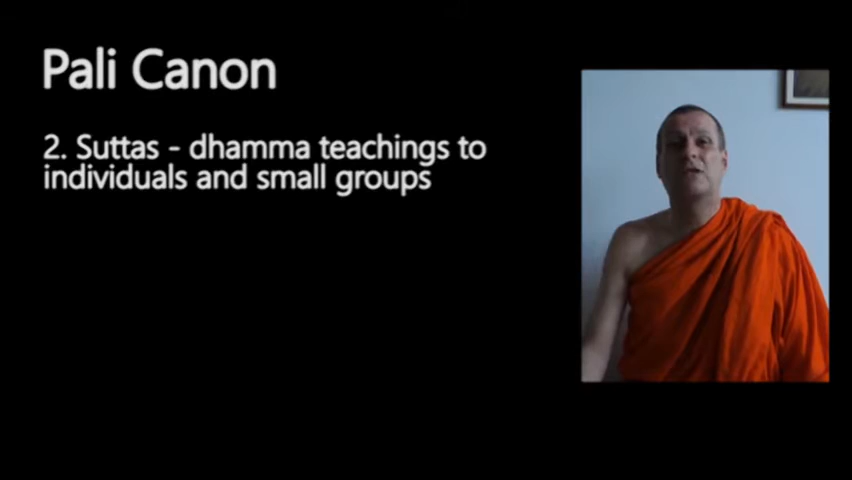 Pali Canon
2. Suttas - dhamma teachings to
individuals and small groups